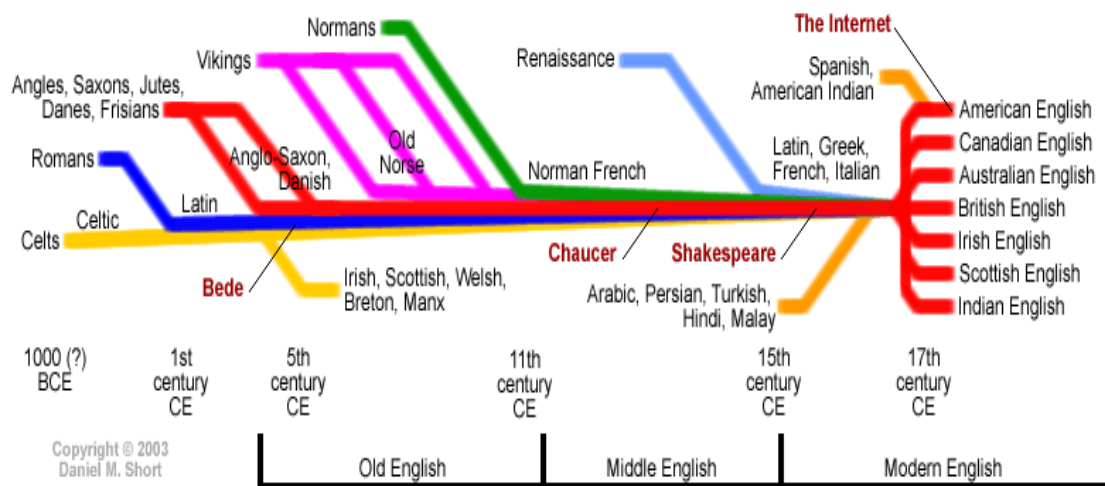 Normans
The Internet
Vikings
Renaissance
Spanish,
American Indian
Angles, Saxons, Jutes,
Danes, Frisians
American English
Romans
Anglo-Saxon,
Danish
Old
Norse
Norman French
Latin, Greek,
French, Italian
Canadian English
Australian English
Celtic
Latin
British English
Celts
Irish English
Bede
Irish, Scottish, Welsh,
Breton, Manx
Chaucer
Shakespeare
Scottish English
Arabic, Persian, Turkish,
Hindi, Malay
Indian English
1000 (?)
BCE
1st
century
CE
5th
century
CE
11th
century
CE
15th
century
CE
17th
century
CE
Copyright © 2003
Daniel M. Short
Old English
Middle English
Modern English